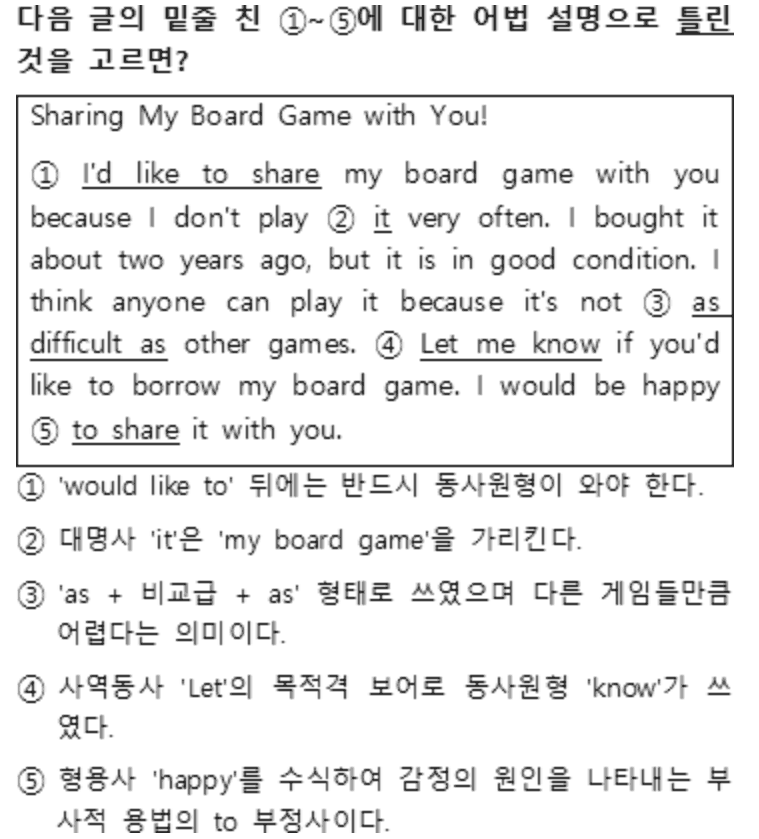 다음 글의 밑줄 친 ①~⑤에 대한 어법 설명으로 틀린
것을 고르면?
Sharing My Board Game with You!
① I'd like to share my board game with you
because I don't play ② it very often. I bought it
about two years ago, but it is in good condition. I
think anyone can play it because it's not ③ as
difficult as other games. ④ Let me know if you'd
like to borrow my board game. I would be happy
⑤ to share it with you.
① 'would like to' 뒤에는 반드시 동사원형이 와야 한다.
② 대명사 'it'은 'my board game'을 가리킨다.
③ 'as + 비교급 + as' 형태로 쓰였으며 다른 게임들만큼
어렵다는 의미이다.
④ 사역동사 'Let'의 목적격 보어로 동사원형 'know'가 쓰
였다.
⑤ 형용사 'happy'를 수식하여 감정의 원인을 나타내는 부
사적 용법의 to 부정사이다.